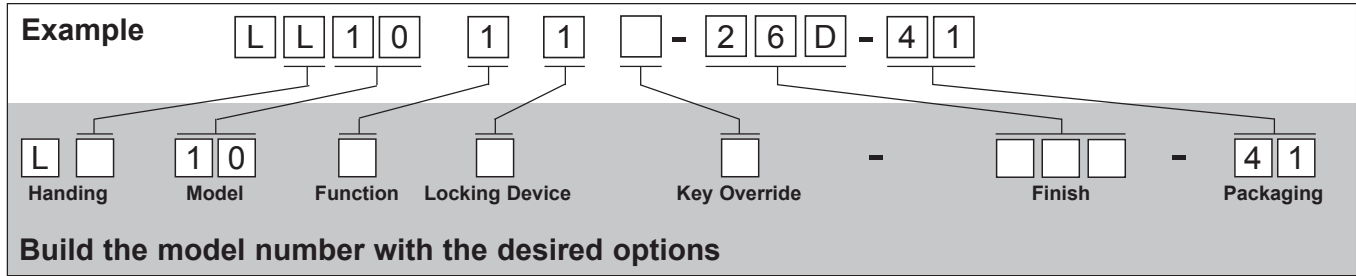 Example L L 1 0 1 1 - 2 6 D - 4 1
L 1 0 - - 4 1
Handing Model Function Locking Device Key Override Finish Packaging
Build the model number with the desired options